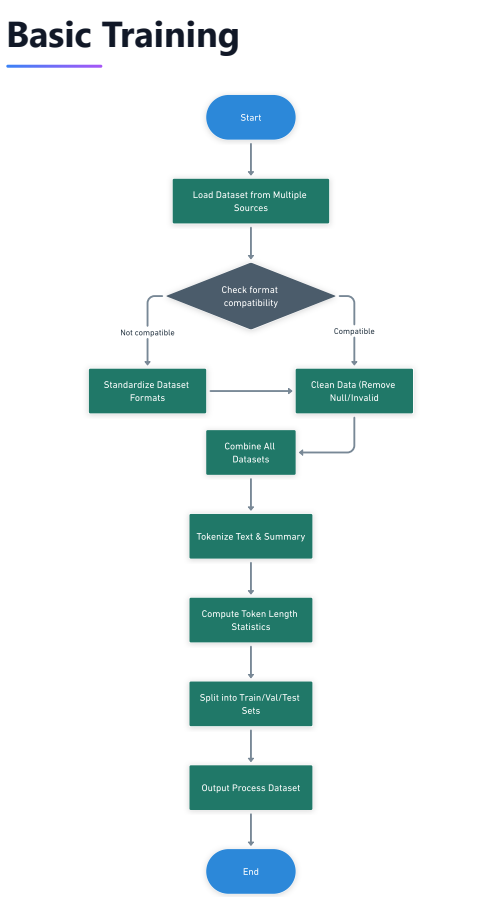 Basic Training
Start
Load Dataset from Multiple
Sources
Check format
compatibility
Not compatible
Compatible
Standardize Dataset
Formats
Clean Data (Remove
Null/Invalid
Combine All
Datasets
Tokenize Text & Summary
Compute Token Length
Statistics
Split into Train/Val/Test
Sets
Output Process Dataset
End